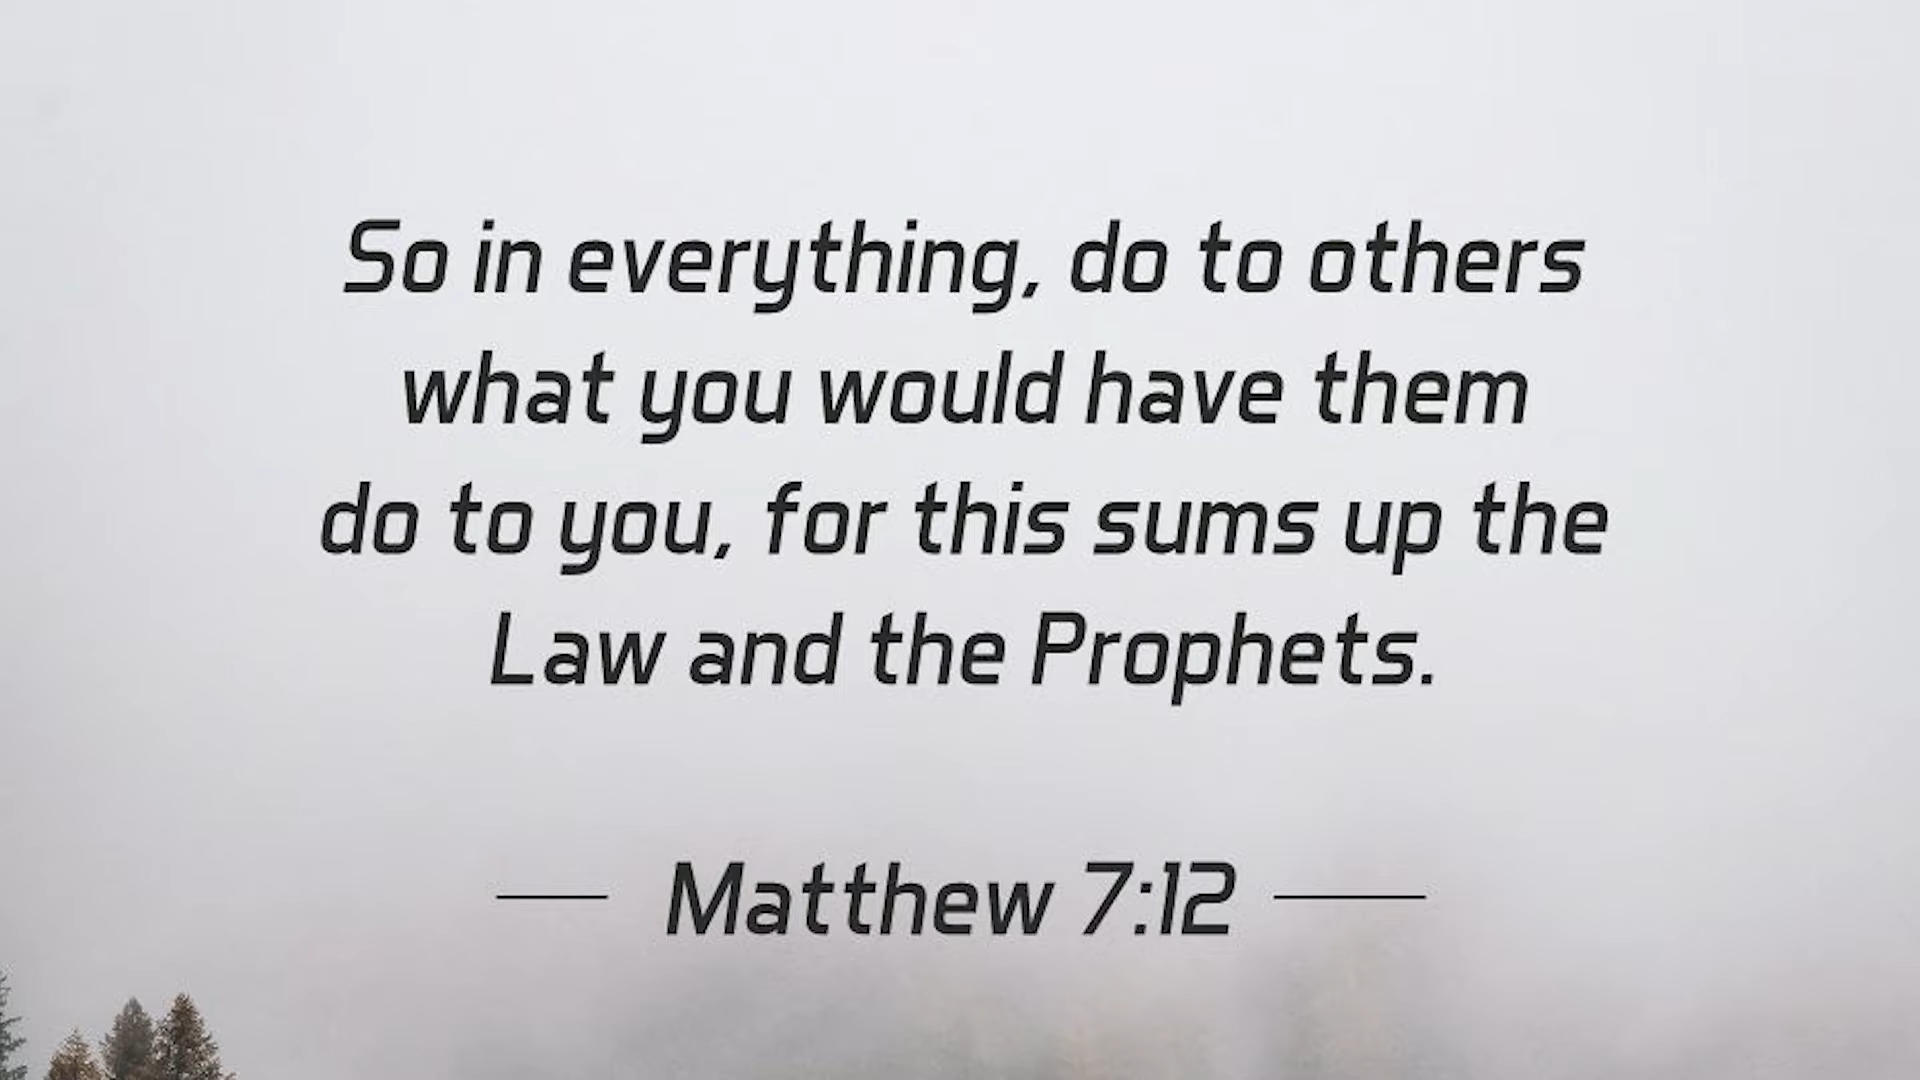 So in everything, do to others
what you would have them
do to you, for this sums up the
Law and the Prophets.
Matthew 7:12